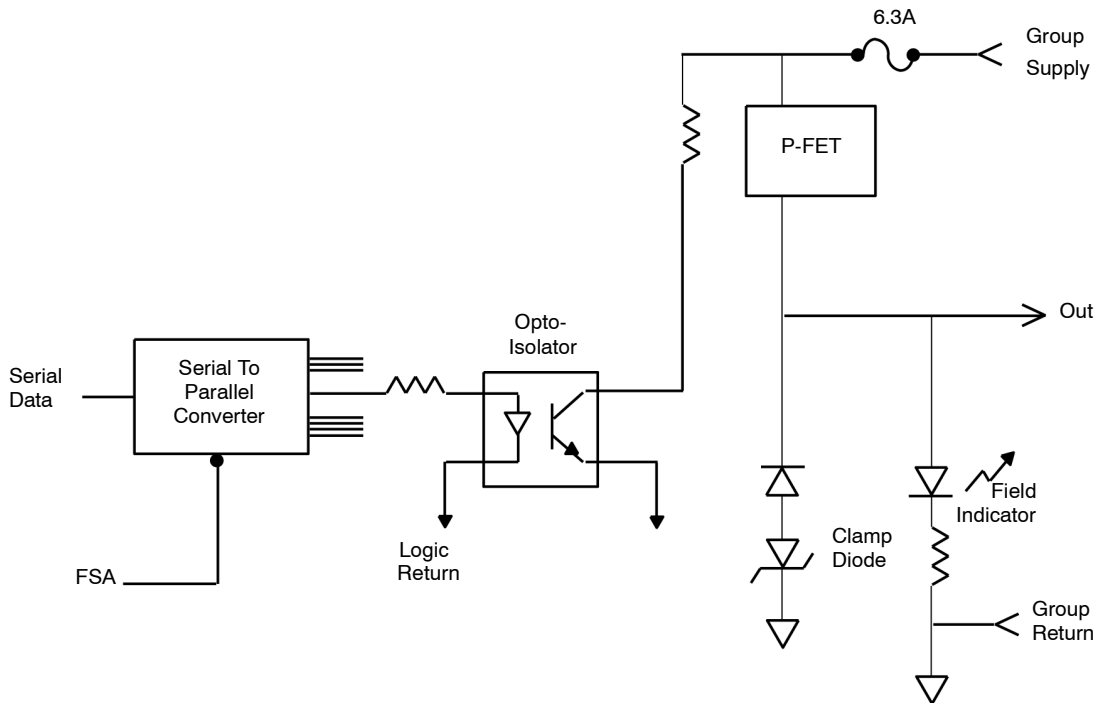 6.3A
Group
Supply
P-FET
Out
Opto-
Isolator
Serial
Data
Serial To
Parallel
Converter
Field
Indicator
Clamp
Diode
Logic
Return
FSA
Group
Return